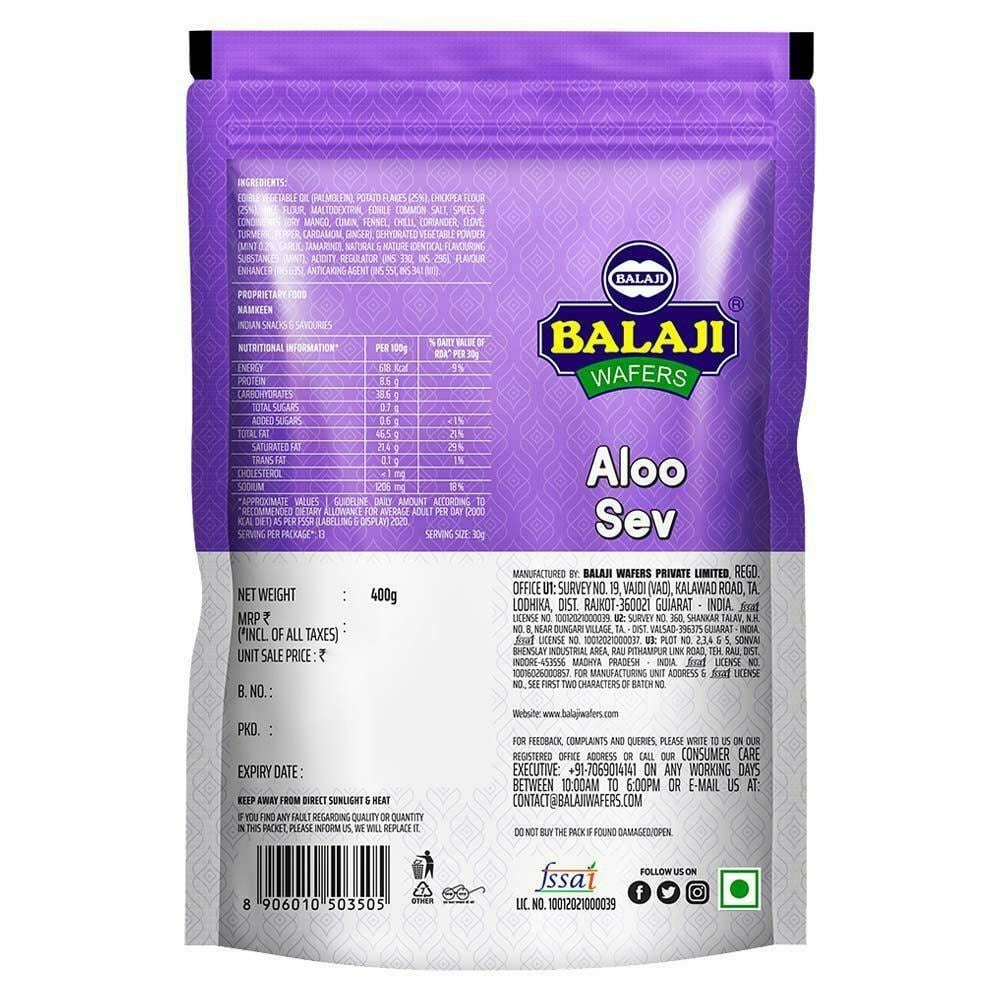 INGREDIENTS:
EDIBLE VEGETABLE OIL (PALMOLEIN), POTATO FLAKES (25%), CHICKPEA FLOUR
(25%), RICE FLOUR, MALTODEXTRIN, EDIBLE COMMON SALT, SPICES &
CONDIMENTS (DRY MANGO, CUMIN, FENNEL, CHILLI, CORIANDER, CLOVE,
TURMERIC, PEPPER, CARDAMOM, GINGER), DEHYDRATED VEGETABLE POWDER
(MINT 0.2%, GARLIC, TAMARIND), NATURAL & NATURE IDENTICAL FLAVOURING
SUBSTANCES (MINT), ACIDITY REGULATOR (INS 330, INS 296), FLAVOUR
ENHANCER (INS 635), ANTICAKING AGENT (INS 551, INS 341 (III)).
PROPRIETARY FOOD
NAMKEEN
INDIAN SNACKS & SAVOURIES
NUTRITIONAL INFORMATION* PER 100g % DAILY VALUE OF RDA^ PER 30g
ENERGY 618 Kcal 9%
PROTEIN 8.6 g
CARBOHYDRATES 38.6 g
TOTAL SUGARS 0.7 g
ADDED SUGARS 0.6 g <1%
TOTAL FAT 46.5 g 21%
SATURATED FAT 21.4 g 29%
TRANS FAT 0.1 g 1%
CHOLESTEROL <1 mg
SODIUM 1206 mg 18%
*APPROXIMATE VALUES | GUIDELINE DAILY AMOUNT ACCORDING TO
^RECOMMENDED DIETARY ALLOWANCE FOR AVERAGE ADULT PER DAY (2000
KCAL DIET) AS PER FSSR (LABELLING & DISPLAY) 2020.
SERVING PER PACKAGE*: 13 SERVING SIZE: 30g
BALAJI
BALAJI ®
WAFERS
Aloo
Sev
NET WEIGHT : 400g
MRP ₹
(*INCL. OF ALL TAXES) :
UNIT SALE PRICE : ₹
B. NO. :
PKD. :
EXPIRY DATE :
KEEP AWAY FROM DIRECT SUNLIGHT & HEAT
IF YOU FIND ANY FAULT REGARDING QUALITY OR QUANTITY
IN THIS PACKET, PLEASE INFORM US, WE WILL REPLACE IT.
8 906010 503505
7
OTHER
MANUFACTURED BY: BALAJI WAFERS PRIVATE LIMITED, REGD.
OFFICE U1: SURVEY NO. 19, VAJDI (VAD), KALAWAD ROAD, TA.
LODHIKA, DIST. RAJKOT-360021 GUJARAT - INDIA. fssai
LICENSE NO. 10012021000039. U2: SURVEY NO. 360, SHANKAR TALAV, N.H.
NO. 8, NEAR DUNGARI VILLAGE, TA. - DIST. VALSAD-396375 GUJARAT - INDIA.
fssai LICENSE NO. 10012021000037. U3: PLOT NO. 2,3,4 & 5, SONVAI
BHENSLAY INDUSTRIAL AREA, RAU PITHAMPUR LINK ROAD, TEH. RAU, DIST.
INDORE-453556 MADHYA PRADESH - INDIA. fssai LICENSE NO.
10016026000857. FOR MANUFACTURING UNIT ADDRESS & fssai LICENSE
NO., SEE FIRST TWO CHARACTERS OF BATCH NO.
Website: www.balajiwafers.com
FOR FEEDBACK, COMPLAINTS AND QUERIES, PLEASE WRITE TO US ON OUR
REGISTERED OFFICE ADDRESS OR CALL OUR CONSUMER CARE
EXECUTIVE: +91-7069014141 ON ANY WORKING DAYS
BETWEEN 10:00AM TO 6:00PM OR E-MAIL US AT:
CONTACT@BALAJIWAFERS.COM
DO NOT BUY THE PACK IF FOUND DAMAGED/OPEN.
fssai
LIC. NO. 10012021000039
FOLLOW US ON